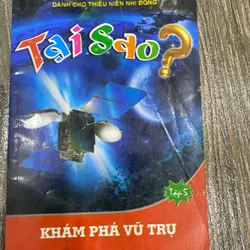 DÀNH CHO THIẾU NIÊN NHI ĐỒNG
TẠI SAO?
Tập 5
KHÁM PHÁ VŨ TRỤ